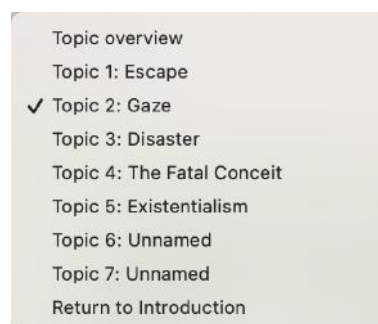 Topic overview
Topic 1: Escape
✓ Topic 2: Gaze
Topic 3: Disaster
Topic 4: The Fatal Conceit
Topic 5: Existentialism
Topic 6: Unnamed
Topic 7: Unnamed
Return to Introduction